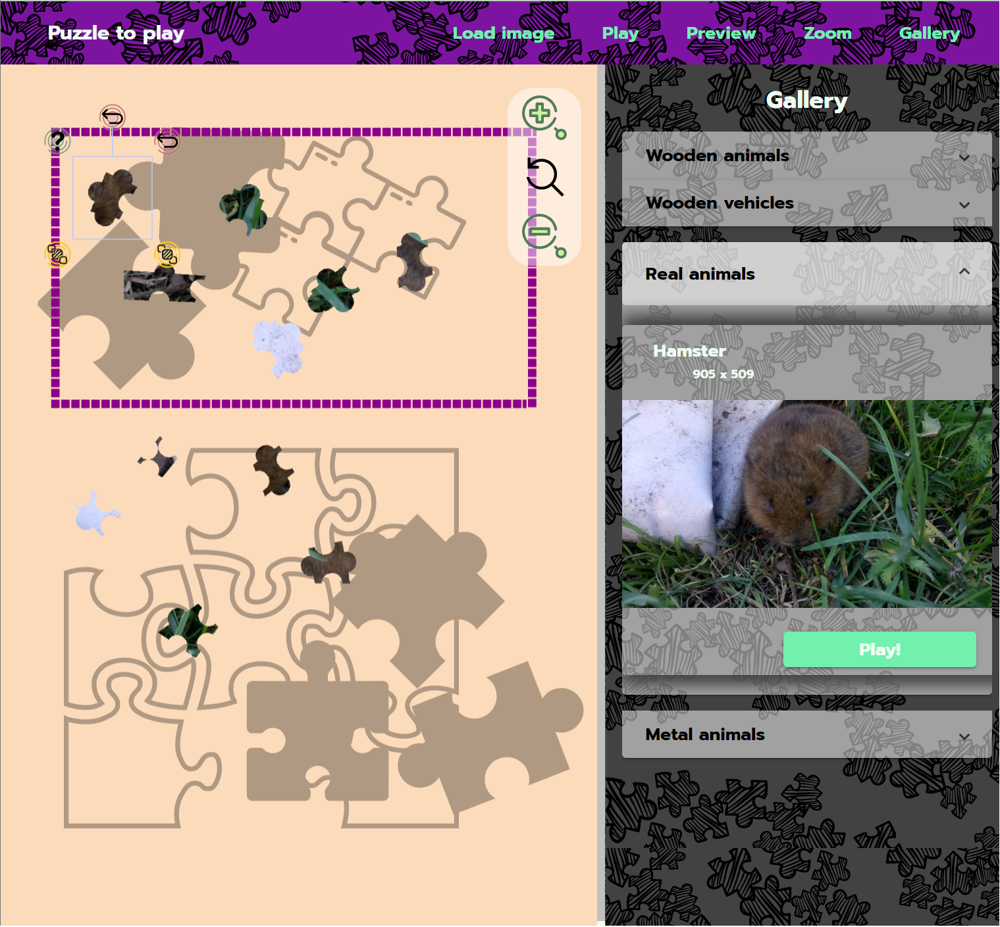 Puzzle to play
Load image
Play
Preview
Zoom
Gallery
?
Gallery
Wooden animals
Wooden vehicles
Real animals
Hamster
905 x 509
Play!
Metal animals